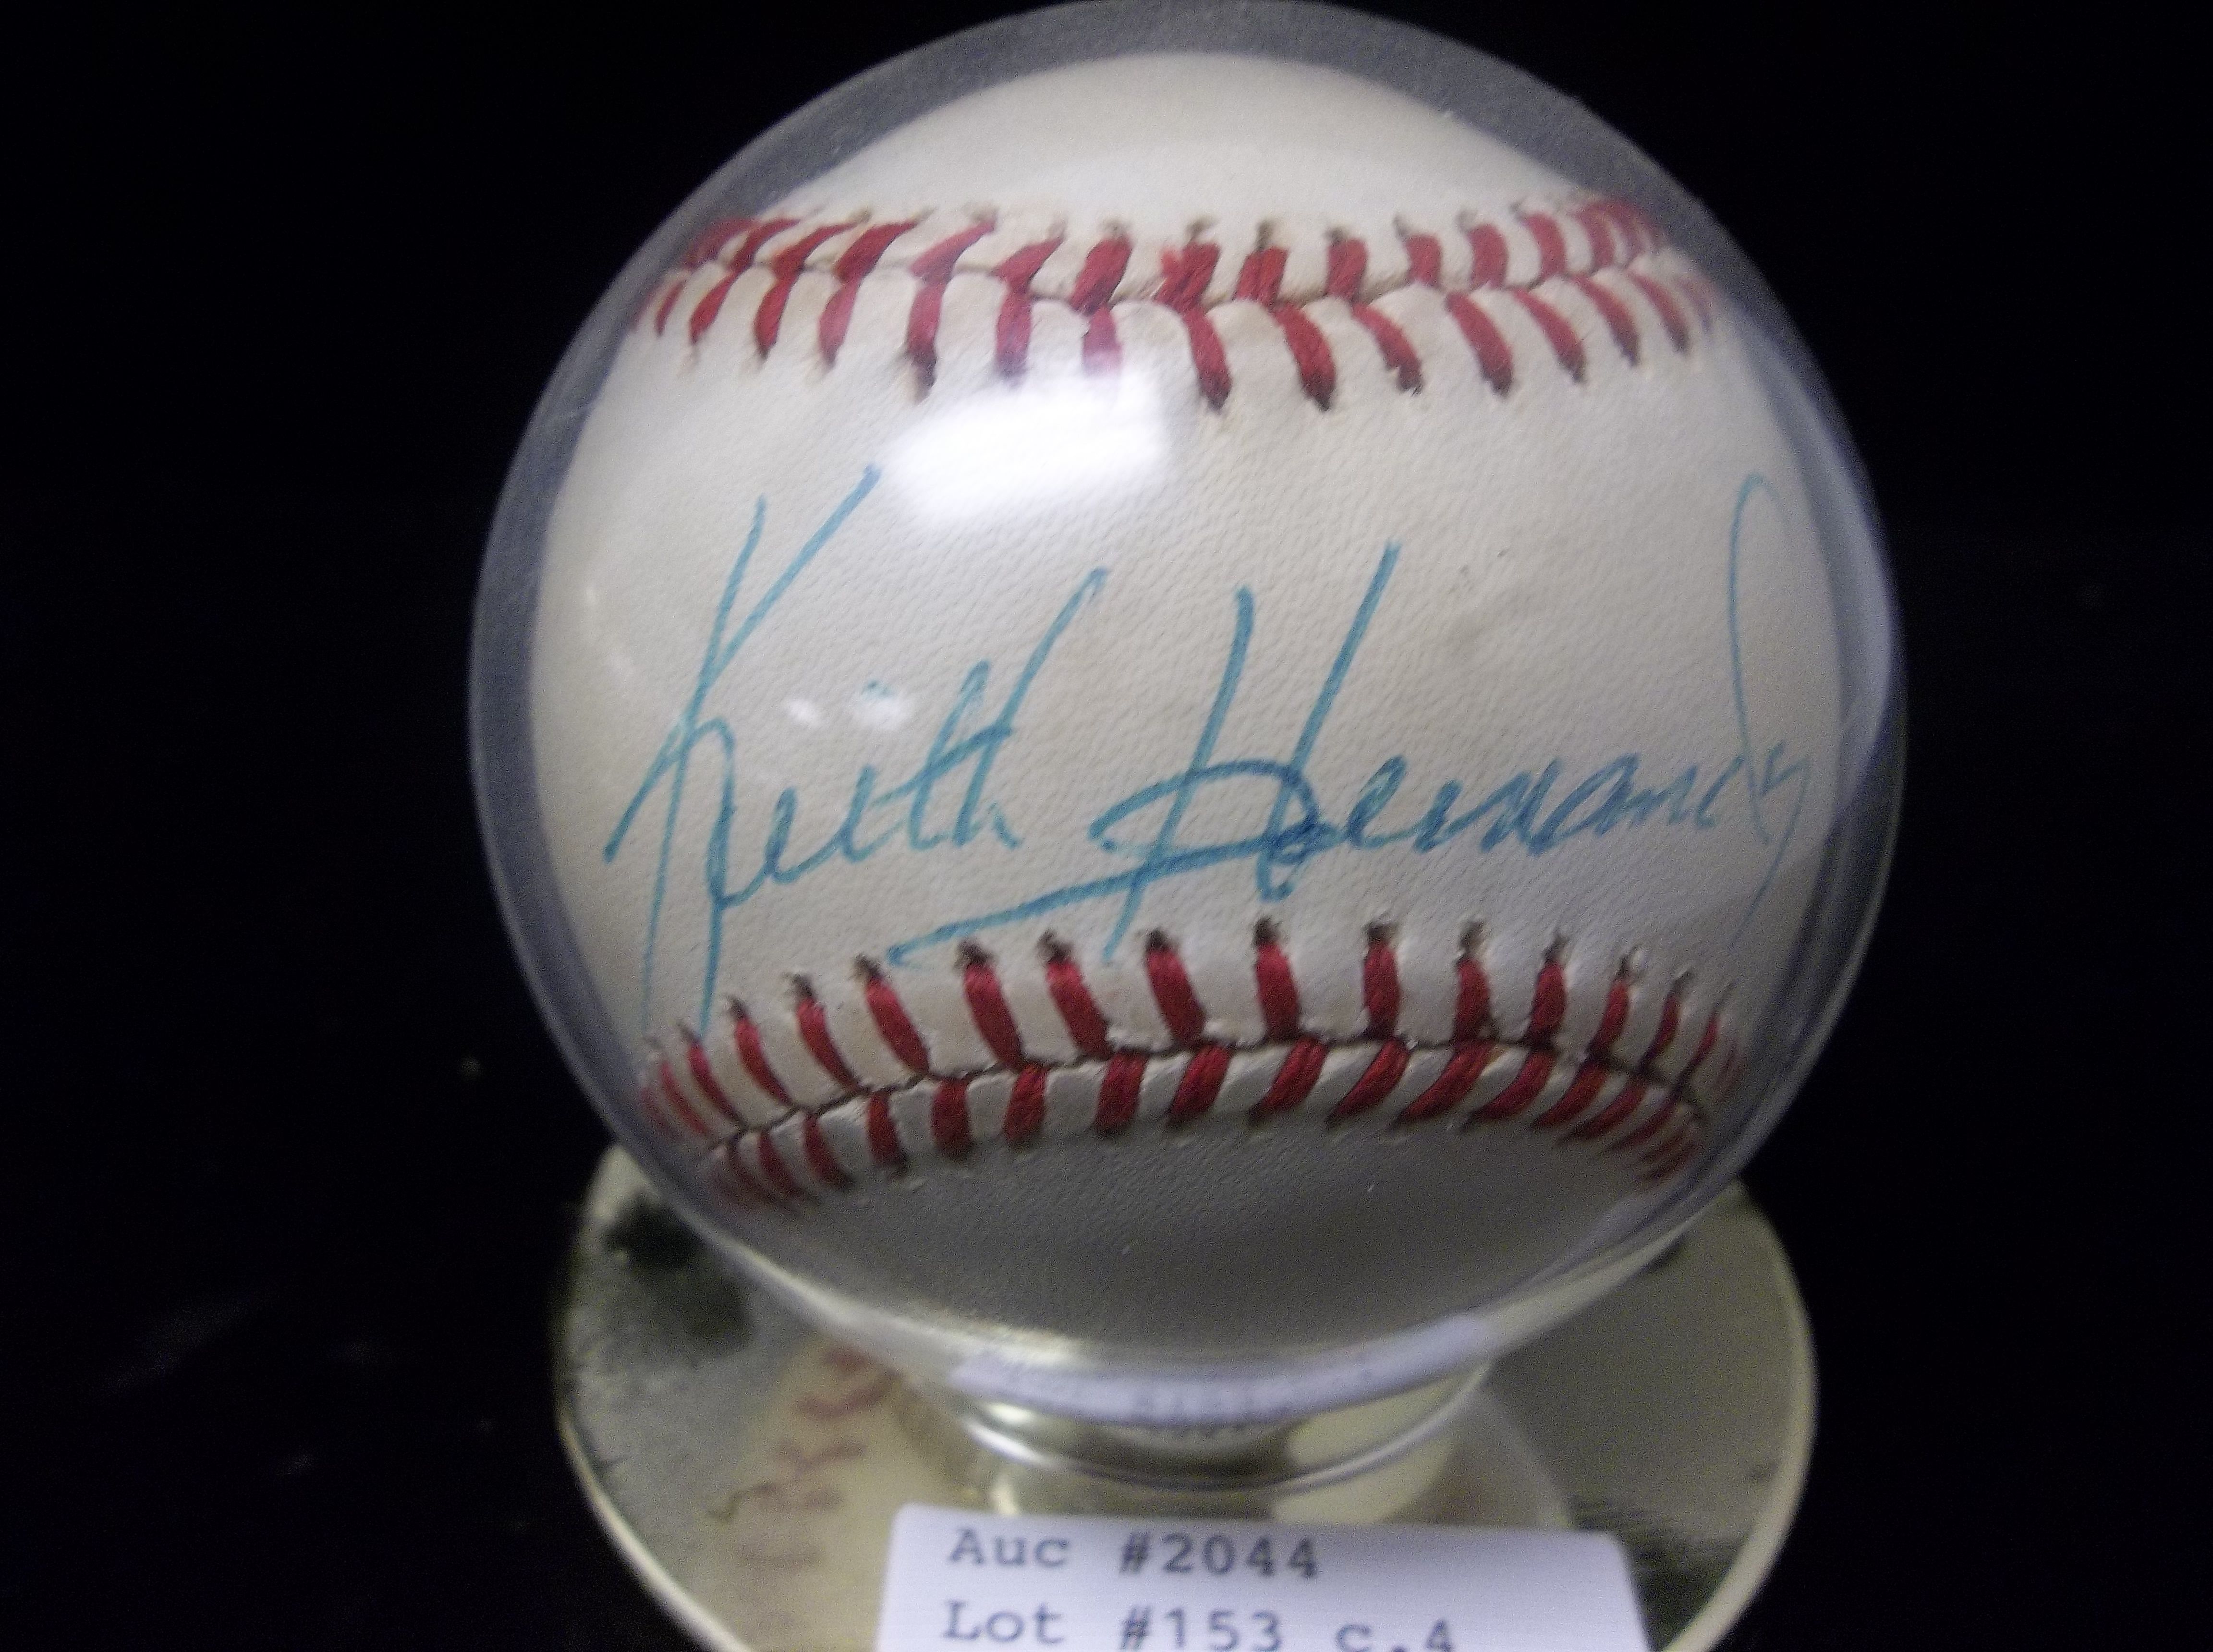 Keith Hernandez
Auc #2044
Lot #153 c.4